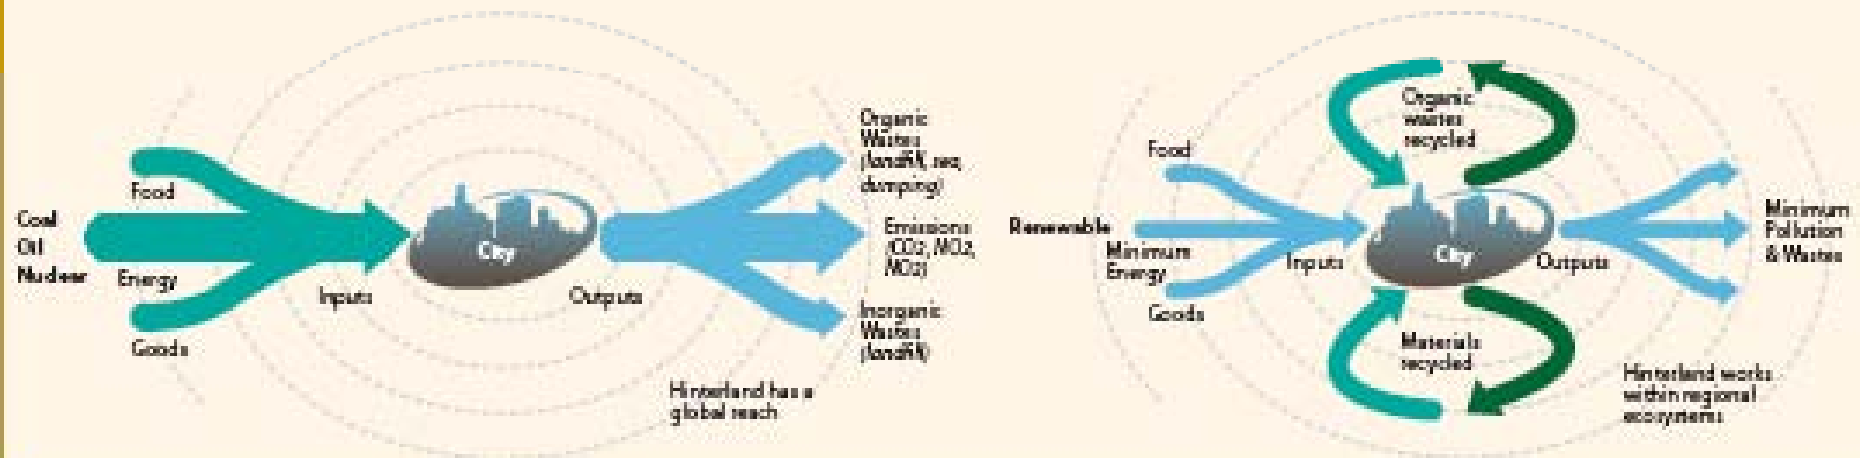 Food
Coal
Oil
Nuclear
Energy
Goods
Inputs
City
Outputs
Organic
Wastes
(landfill, sea,
dumping)
Emissions
(CO2, NO2,
Inorganic
Wastes
(landfill)
Hinterland has a
global reach
Organic
wastes
recycled
Food
Renewable
Minimum
Energy
Goods
Inputs
City
Outputs
Minimum
Pollution
& Wastes
Materials
recycled
Hinterland works
within regional
ecosystems